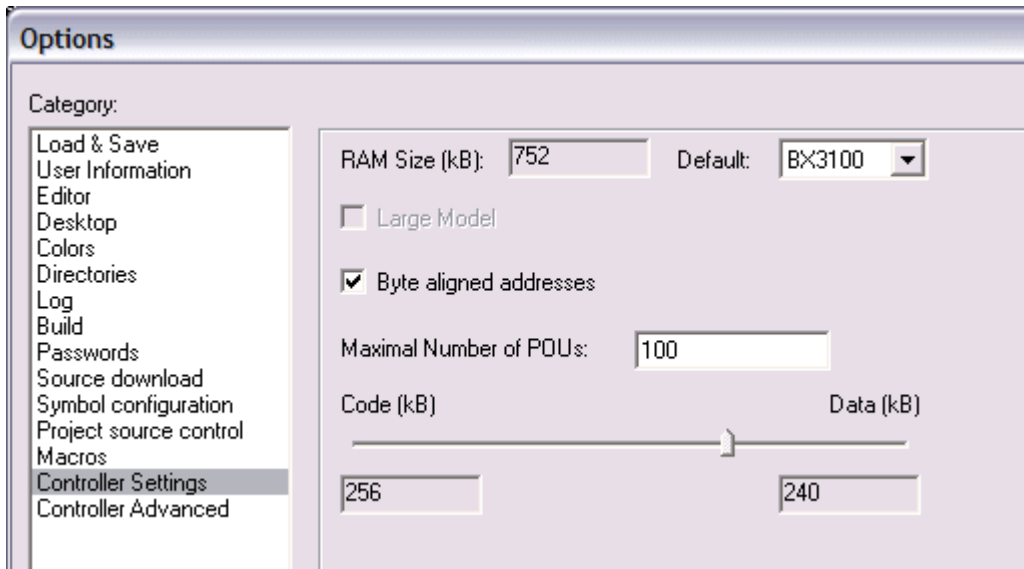 Options
Category:
Load & Save
User Information
Editor
Desktop
Colors
Directories
Log
Build
Passwords
Source download
Symbol configuration
Project source control
Macros
Controller Settings
Controller Advanced
RAM Size (kB): 752 Default: BX3100
Large Model
Byte aligned addresses
Maximal Number of POUs: 100
Code (kB) Data (kB)
256 240